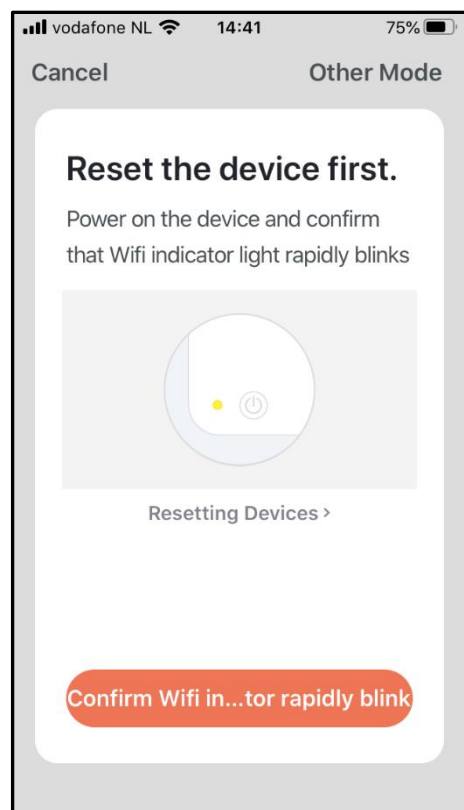 vodafone NL 14:41 75%
Cancel Other Mode
Reset the device first.
Power on the device and confirm
that Wifi indicator light rapidly blinks
Resetting Devices >
Confirm Wifi in...tor rapidly blink